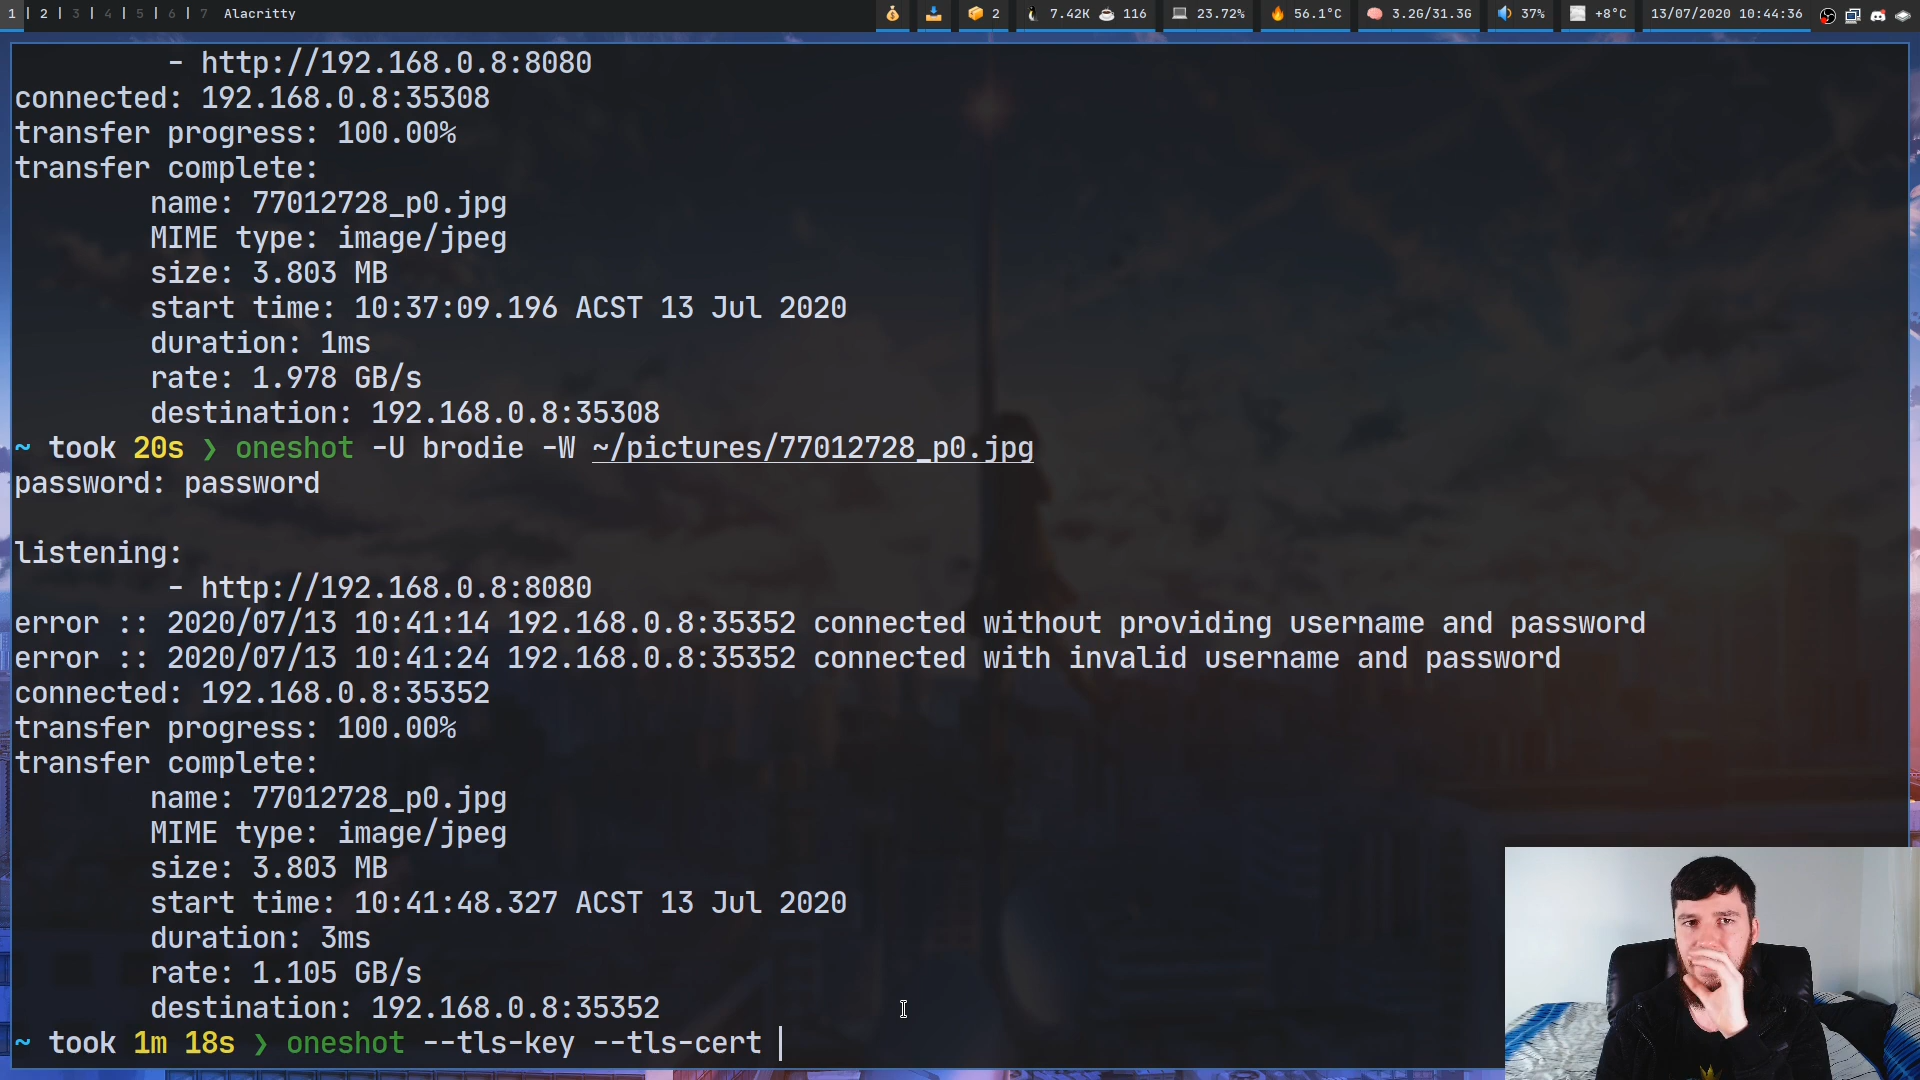 1 | 2 | 3 | 4 | 5 | 6 | 7 Alacritty 2 7.42K 116 23.72% 56.1°C 3.2G/31.3G 37% +8°C 13/07/2020 10:44:36
- http://192.168.0.8:8080
connected: 192.168.0.8:35308
transfer progress: 100.00%
transfer complete:
name: 77012728_p0.jpg
MIME type: image/jpeg
size: 3.803 MB
start time: 10:37:09.196 ACST 13 Jul 2020
duration: 1ms
rate: 1.978 GB/s
destination: 192.168.0.8:35308
~ took 20s ❯ oneshot -U brodie -W ~/pictures/77012728_p0.jpg
password: password
listening:
- http://192.168.0.8:8080
error :: 2020/07/13 10:41:14 192.168.0.8:35352 connected without providing username and password
error :: 2020/07/13 10:41:24 192.168.0.8:35352 connected with invalid username and password
connected: 192.168.0.8:35352
transfer progress: 100.00%
transfer complete:
name: 77012728_p0.jpg
MIME type: image/jpeg
size: 3.803 MB
start time: 10:41:48.327 ACST 13 Jul 2020
duration: 3ms
rate: 1.105 GB/s
destination: 192.168.0.8:35352
~ took 1m 18s ❯ oneshot --tls-key --tls-cert